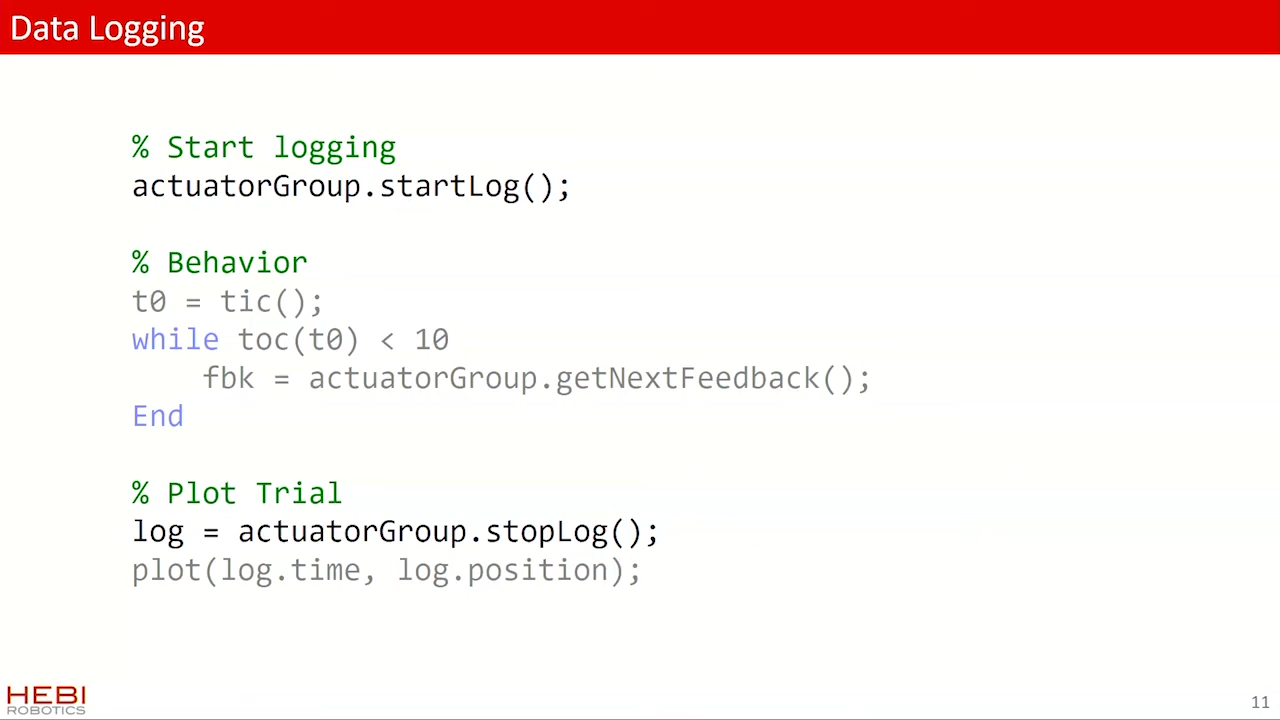 Data Logging
% Start logging
actuatorGroup.startLog();
% Behavior
t0 = tic();
while toc(t0) < 10
    fbk = actuatorGroup.getNextFeedback();
End
% Plot Trial
log = actuatorGroup.stopLog();
plot(log.time, log.position);
HEBI
ROBOTICS
11